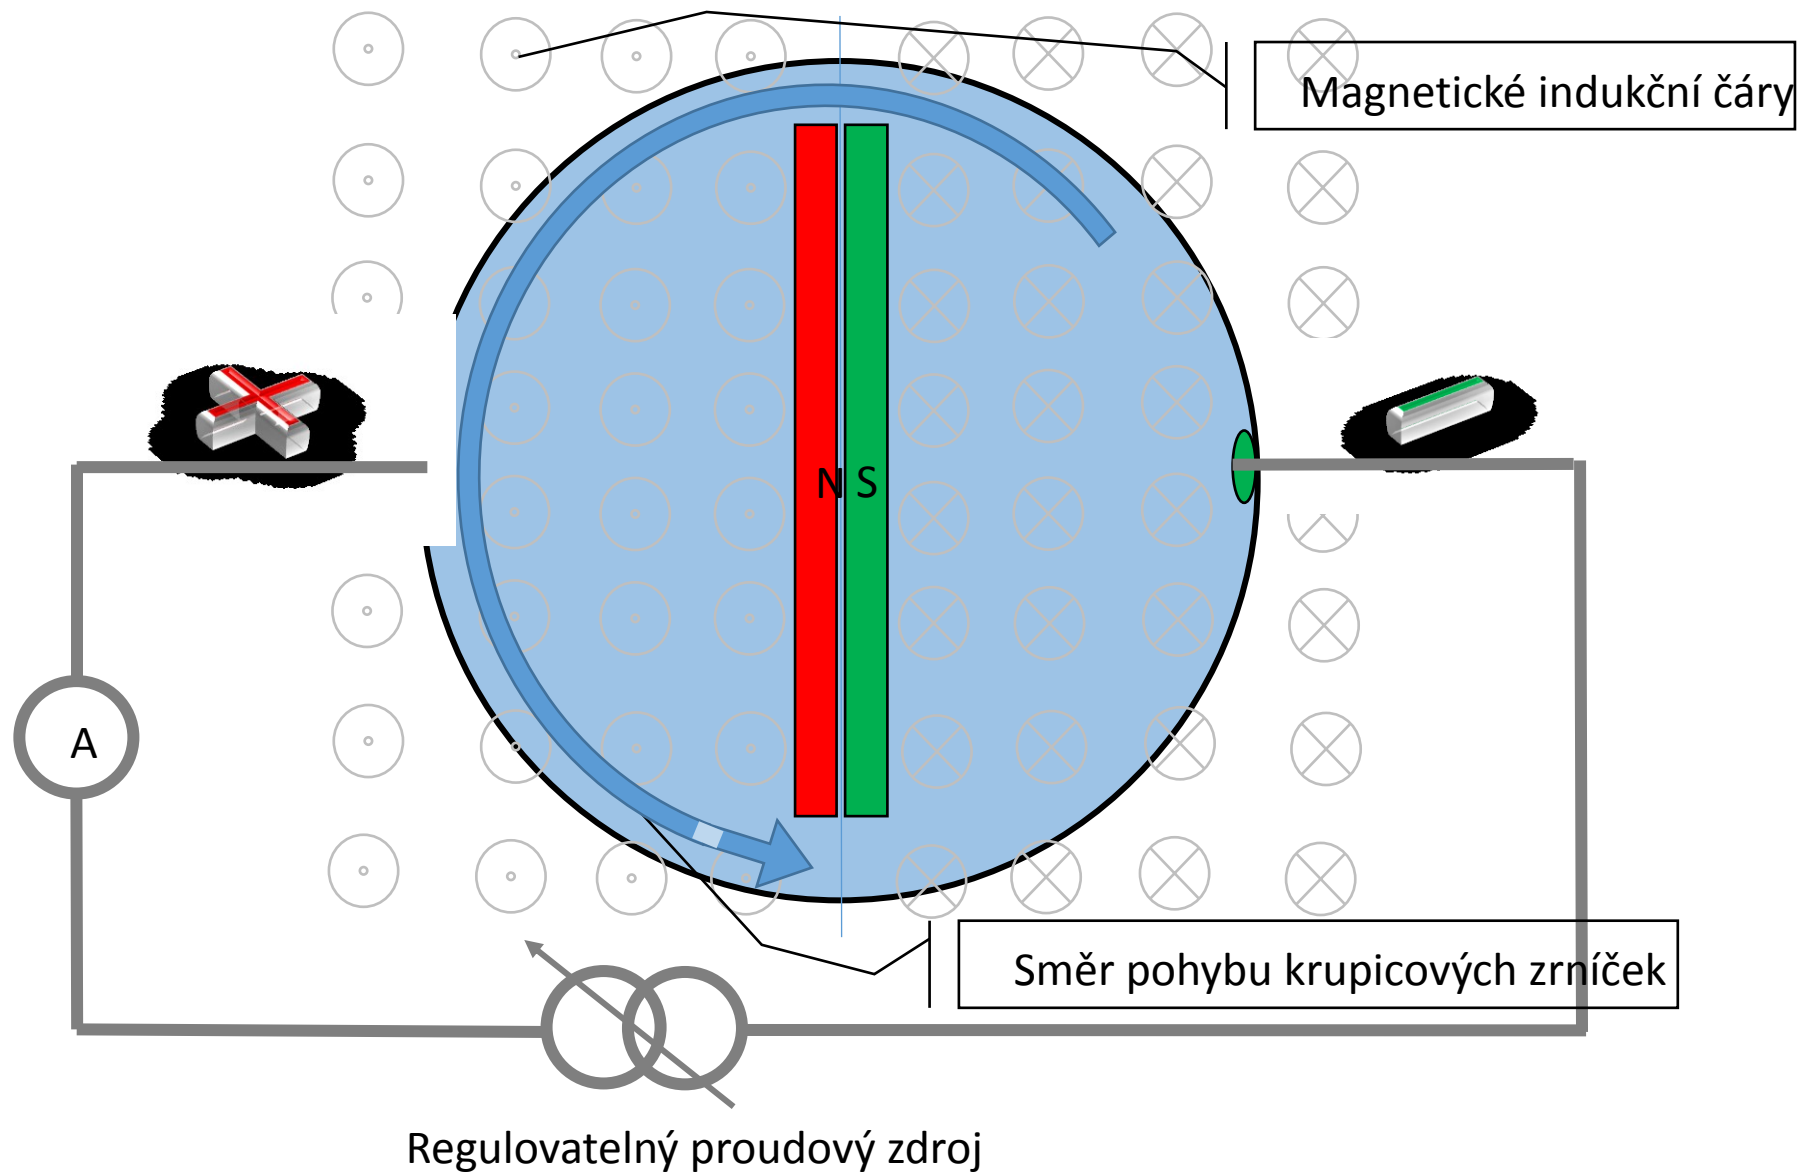 Magnetické indukční čáry
N S
A
Směr pohybu krupicových zrníček
Regulovatelný proudový zdroj